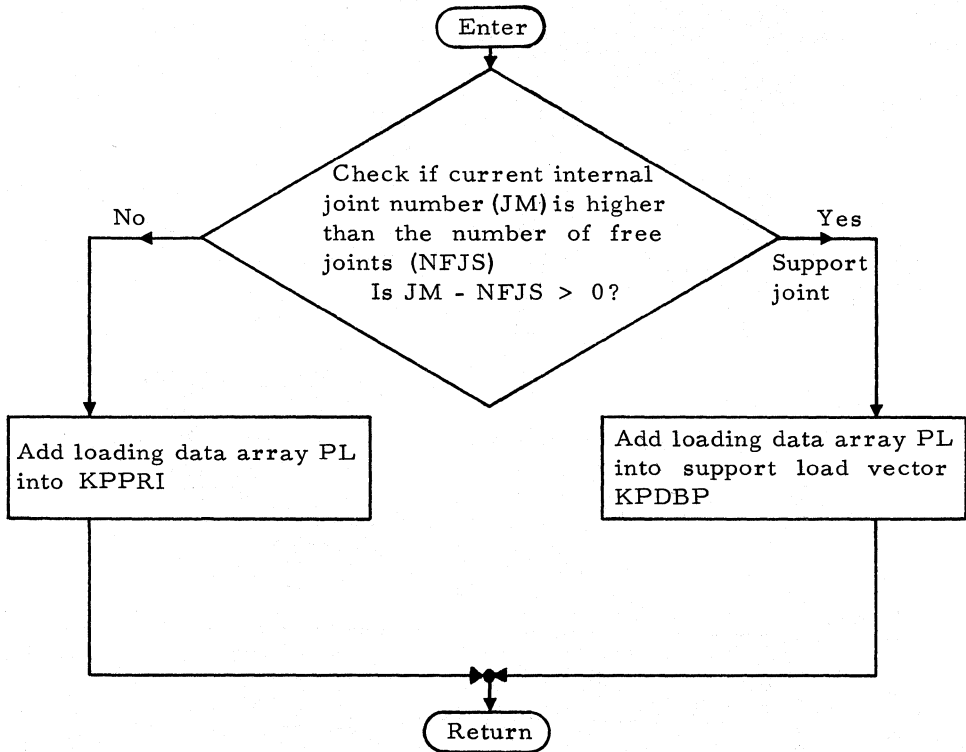 Enter
Check if current internal
joint number (JM) is higher
than the number of free
joints (NFJS)
Is JM - NFJS > 0?
No
Yes
Support
joint
Add loading data array PL
into KPPRI
Add loading data array PL
into support load vector
KPDBP
Return